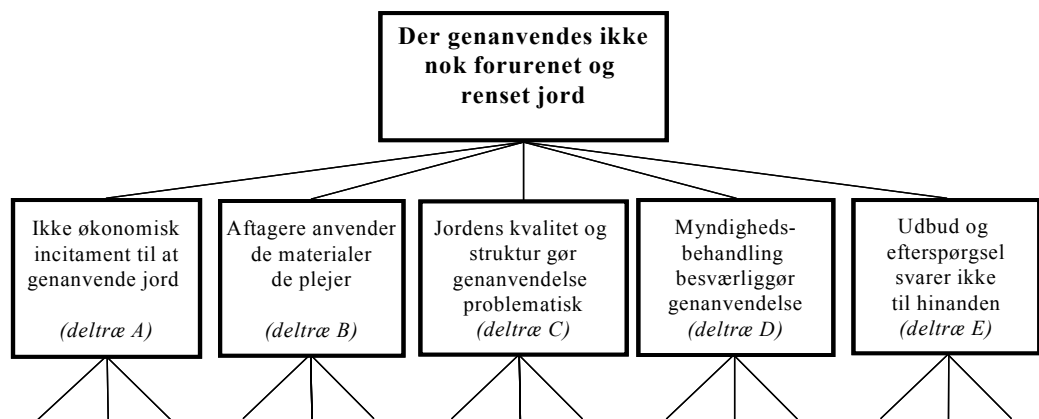 Der genanvendes ikke
nok forurenet og
renset jord
Ikke økonomisk
incitament til at
genanvende jord
(deltræ A)
Aftagere anvender
de materialer
de plejer
(deltræ B)
Jordens kvalitet og
struktur gør
genanvendelse
problematisk
(deltræ C)
Myndigheds-
behandling
besværliggør
genanvendelse
(deltræ D)
Udbud og
efterspørgsel
svarer ikke
til hinanden
(deltræ E)